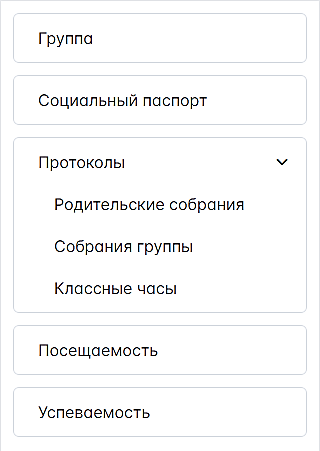 Группа
Социальный паспорт
Протоколы
Родительские собрания
Собрания группы
Классные часы
Посещаемость
Успеваемость